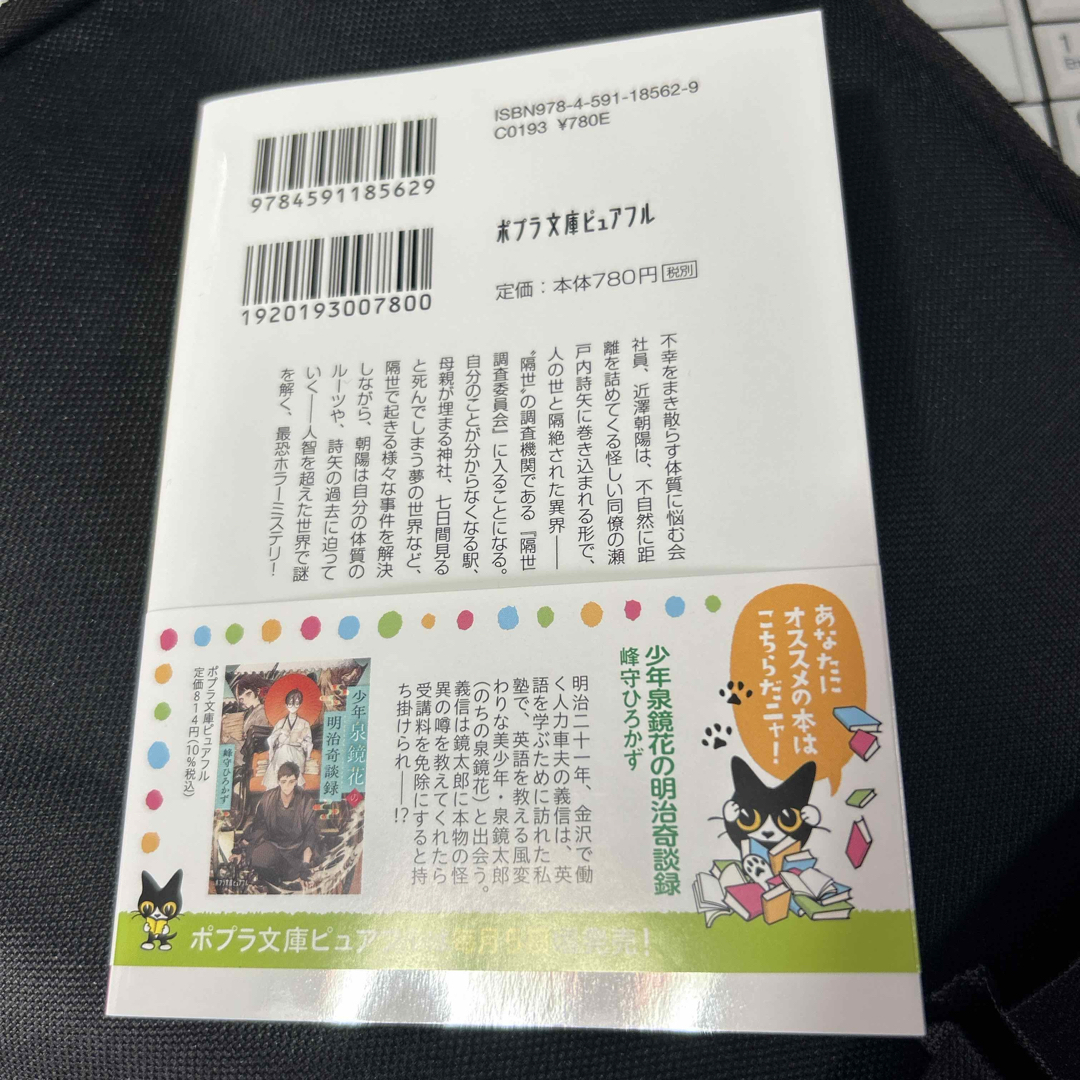 ISBN978-4-591-18562-9
C0193 ¥780E
9784591185629
1920193007800
ポプラ文庫ピュアフル
定価：本体780円 税別
不幸をまき散らす体質に悩む会
社員、近澤朝陽は、不自然に距
離を詰めてくる怪しい同僚の瀬
戸内詩矢に巻き込まれる形で、
人の世と隔絶された異界——
〝隔世〟の調査機関である『隔世
調査委員会』に入ることになる。
自分のことが分からなくなる駅、
母親が埋まる神社、七日間見る
と死んでしまう夢の世界など、
隔世で起きる様々な事件を解決
しながら、朝陽は自分の体質の
ルーツや、詩矢の過去に迫って
いく——人智を超えた世界で謎
を解く、最恐ホラーミステリ！
あなたに
オススメの本は
こちらだニャ！
少年泉鏡花の明治奇談録
峰守ひろかず
明治二十一年、金沢で働
く人力車夫の義信は、英
語を学ぶために訪れた私
塾で、英語を教える風変
わりな美少年・泉鏡太郎
（のちの泉鏡花）と出会う。
義信は鏡太郎に本物の怪
異の噂を教えてくれたら
受講料を免除にすると持
ち掛けられ——!?
少年泉鏡花の
明治奇談録
峰守ひろかず
ポプラ文庫ピュアフル
ポプラ文庫ピュアフル
定価814円（10%税込）
ポプラ文庫ピュア
売！
1